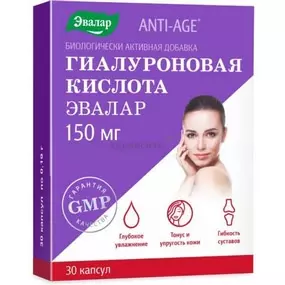 Эвалар
ANTI-AGE®
БИОЛОГИЧЕСКИ АКТИВНАЯ ДОБАВКА
ГИАЛУРОНОВАЯ
КИСЛОТА
ЭВАЛАР
150 мг
ГАРАНТИЯ
GMP
КАЧЕСТВА
Глубокое
увлажнение
Тонус и
упругость кожи
Гибкость
суставов
30 капсул
30 капсул по 0,19 г